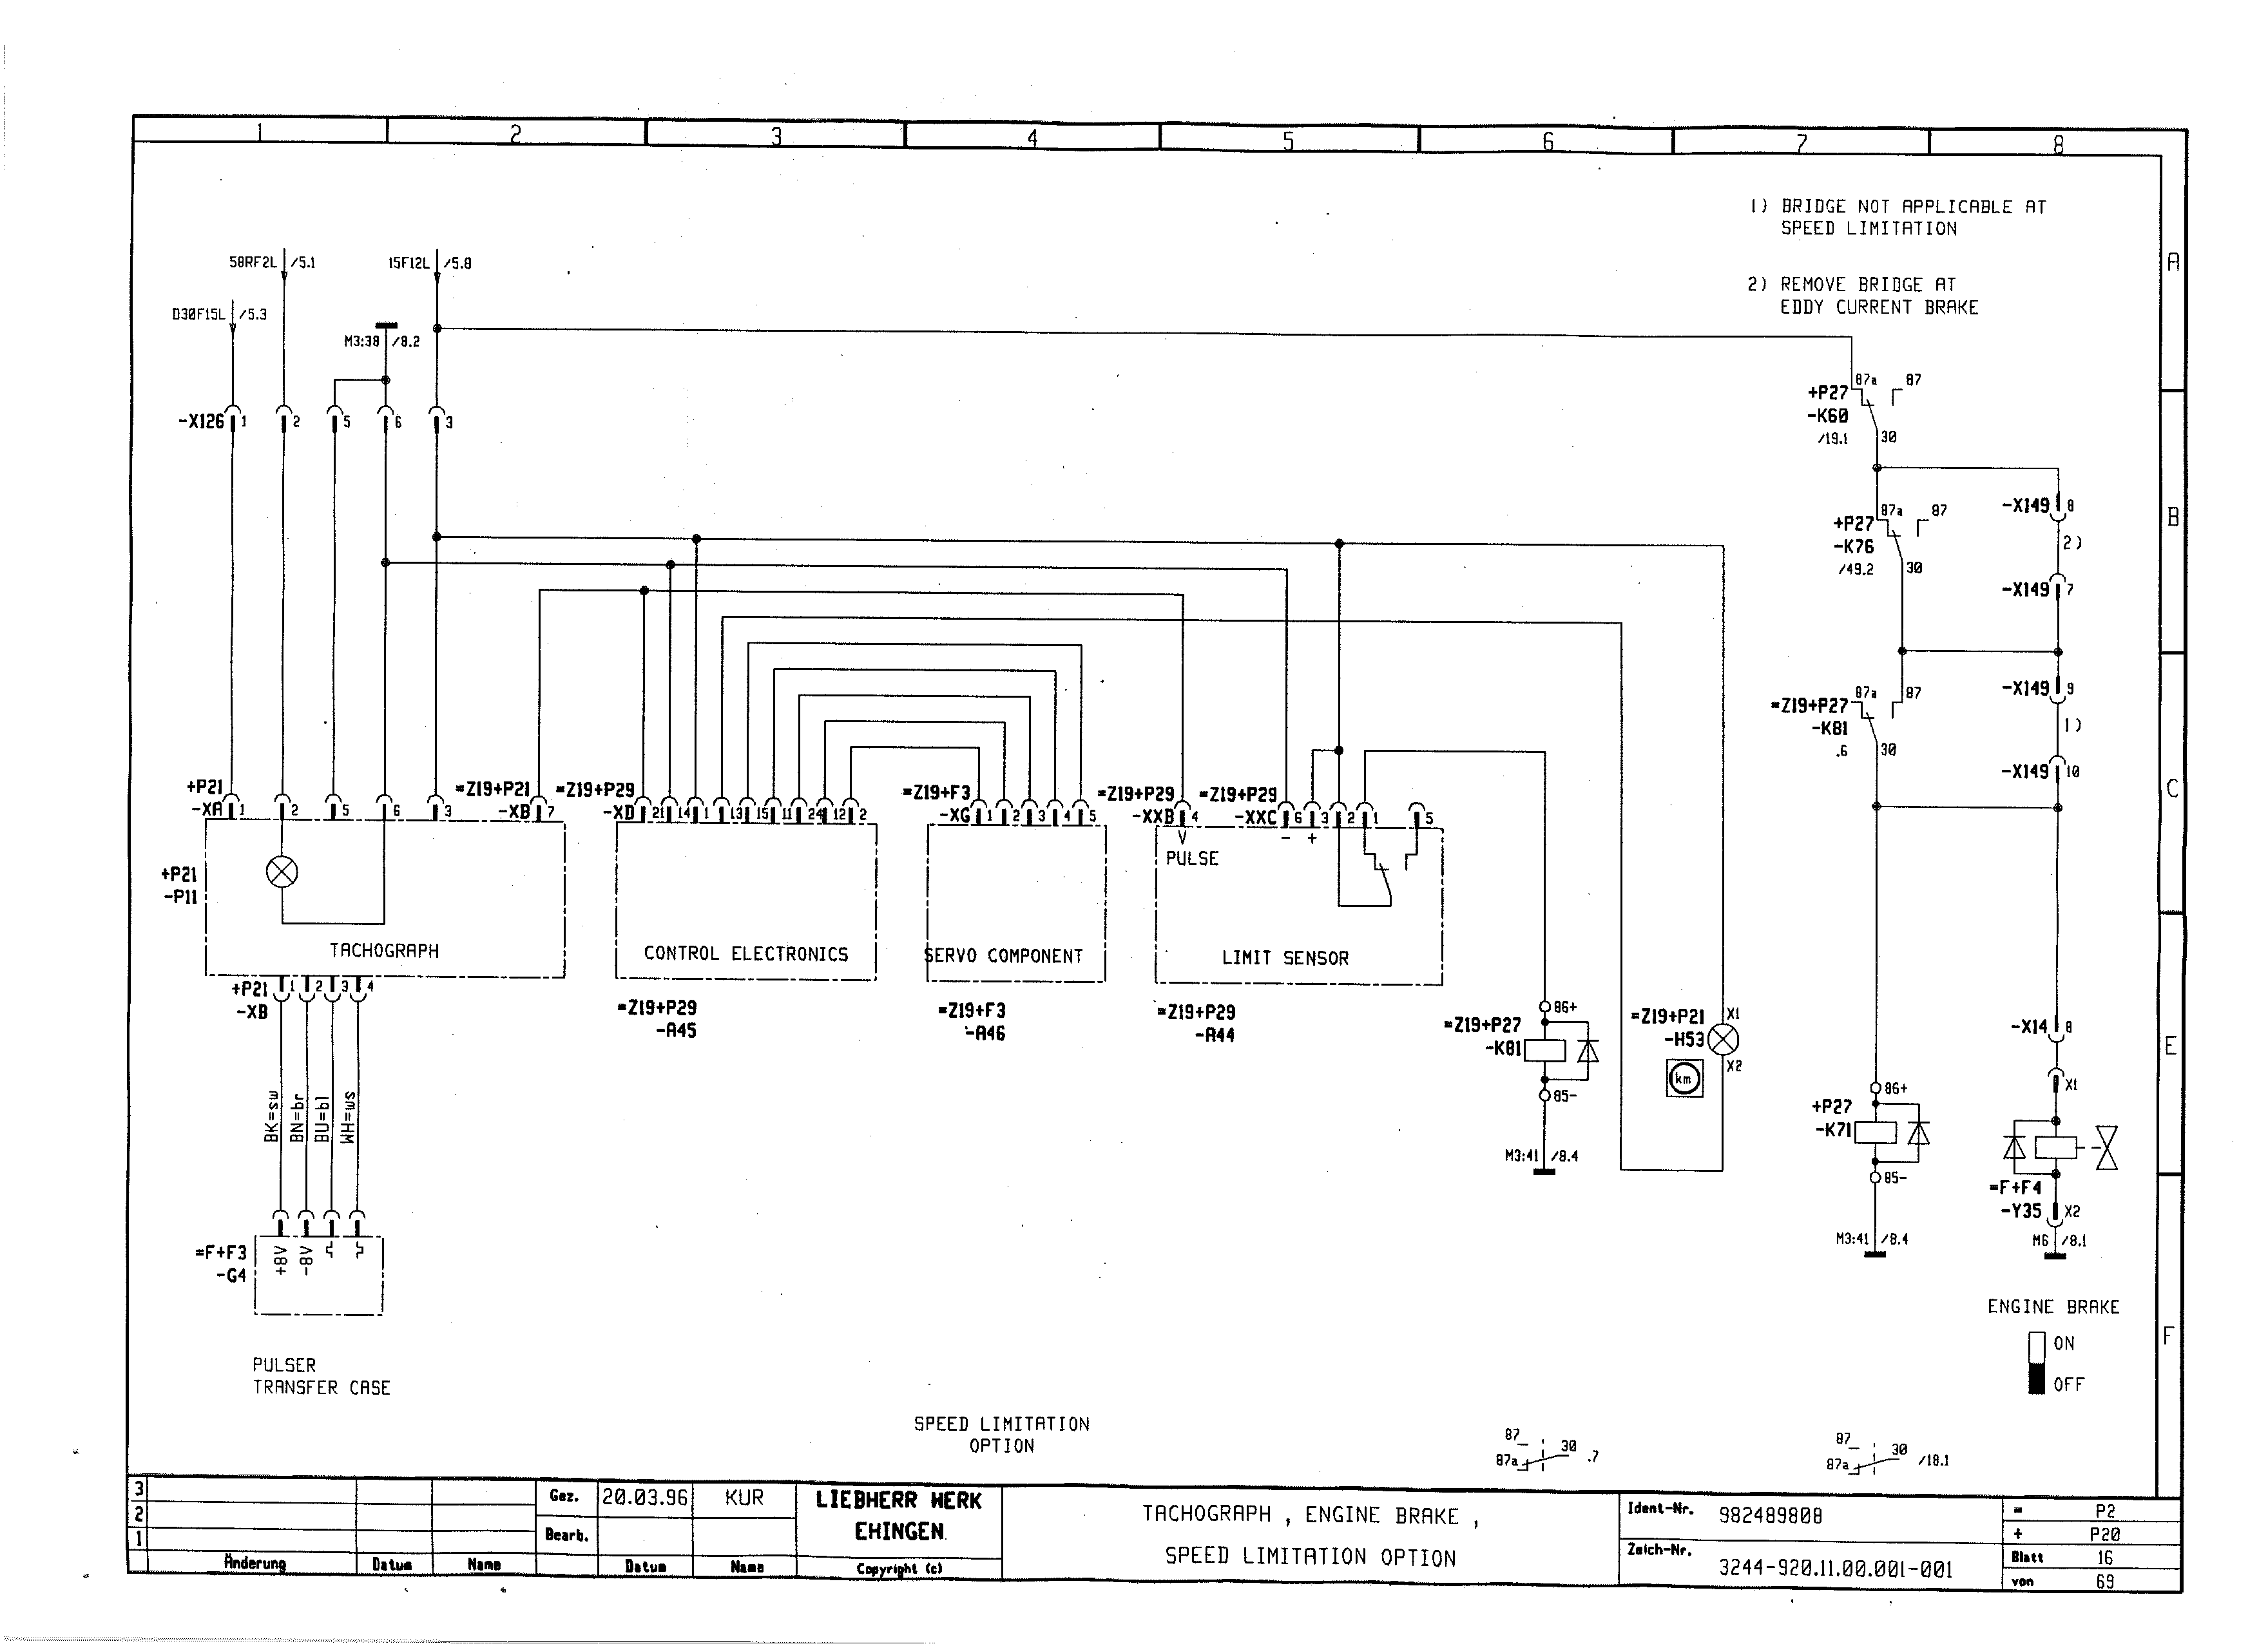 1 2 3 4 5 6 7 8
1) BRIDGE NOT APPLICABLE AT
SPEED LIMITATION
2) REMOVE BRIDGE AT
EDDY CURRENT BRAKE
A
B
C
E
F
58RF2L /5.1
15F12L /5.8
D30F15L /5.3
M3:38 /8.2
-X126 1 2 5 6 3
+P27
-K60
/19.1
87a 87
30
+P27
-K76
/49.2
87a 87
30
-X149 8
2)
-X149 7
=Z19+P27
-K81
.6
87a 87
30
-X149 9
1)
-X149 10
+P21
-XA 1 2 5 6 3
=Z19+P21
-XB 7
=Z19+P29
-XD 21 14 1 13 15 11 24 12 2
=Z19+F3
-XG 1 2 3 4 5
=Z19+P29
-XXB 4
=Z19+P29
-XXC 6 3 2 1 5
V
PULSE
- +
+P21
-P11
TACHOGRAPH
CONTROL ELECTRONICS
SERVO COMPONENT
LIMIT SENSOR
+P21
-XB
1 2 3 4
=Z19+P29
-A45
=Z19+F3
-A46
=Z19+P29
-A44
=Z19+P27
-K81
86+
85-
M3:41 /8.4
=Z19+P21
-H53
X1
X2
km
BK=sw
BN=br
BU=bl
WH=ws
+P27
-K71
86+
85-
M3:41 /8.4
-X14 8
X1
=F+F4
-Y35 X2
M6 /8.1
=F+F3
-G4
+8V
-8V
PULSER
TRANSFER CASE
ENGINE BRAKE
ON
OFF
SPEED LIMITATION
OPTION
87
87a
30 .7
87
87a
30 /18.1
3
2
1
Änderung Datum Name
Gez. 20.03.96 KUR
Bearb.
Datum Name
LIEBHERR WERK
EHINGEN
Copyright (c)
TACHOGRAPH , ENGINE BRAKE ,
SPEED LIMITATION OPTION
Ident-Nr. 982489808
Zeich-Nr. 3244-920.11.00.001-001
= P2
+ P20
Blatt 16
von 69